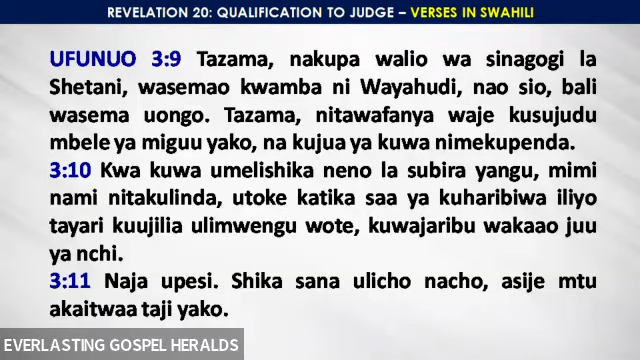 REVELATION 20: QUALIFICATION TO JUDGE – VERSES IN SWAHILI
UFUNUO 3:9 Tazama, nakupa walio wa sinagogi la
Shetani, wasemao kwamba ni Wayahudi, nao sio, bali
wasema uongo. Tazama, nitawafanya waje kusujudu
mbele ya miguu yako, na kujua ya kuwa nimekupenda.
3:10 Kwa kuwa umelishika neno la subira yangu, mimi
nami nitakulinda, utoke katika saa ya kuharibiwa iliyo
tayari kuujilia ulimwengu wote, kuwajaribu wakaao juu
ya nchi.
3:11 Naja upesi. Shika sana ulicho nacho, asije mtu
akaitwaa taji yako.
EVERLASTING GOSPEL HERALDS